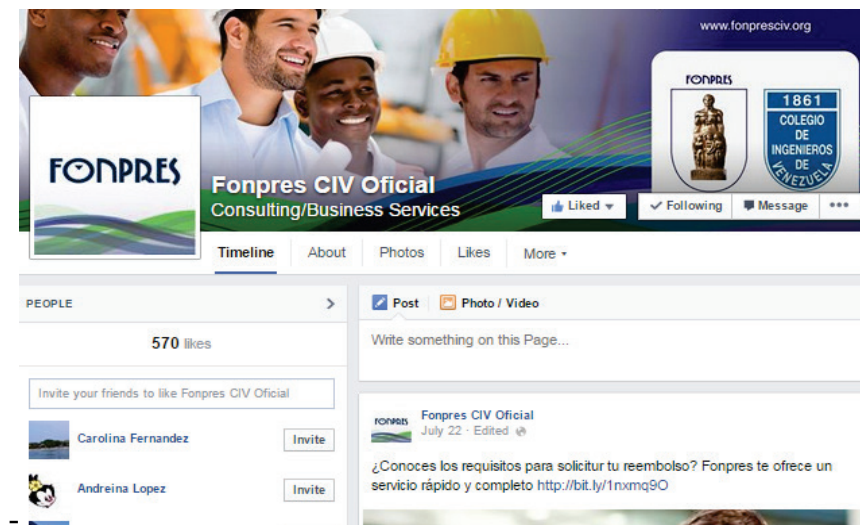 www.fonpresciv.org
FONPRES
1861
COLEGIO
DE
INGENIEROS
DE
VENEZUELA
FONPRES
Fonpres CIV Oficial
Consulting/Business Services
Liked
Following
Message
Timeline
About
Photos
Likes
More
PEOPLE
570 likes
Invite your friends to like Fonpres CIV Oficial
Carolina Fernandez
Invite
Andreina Lopez
Invite
Post
Photo / Video
Write something on this Page...
FONPRES
Fonpres CIV Oficial
July 22 · Edited
¿Conoces los requisitos para solicitur tu reembolso? Fonpres te ofrece un
servicio rápido y completo http://bit.ly/1nxmq9O